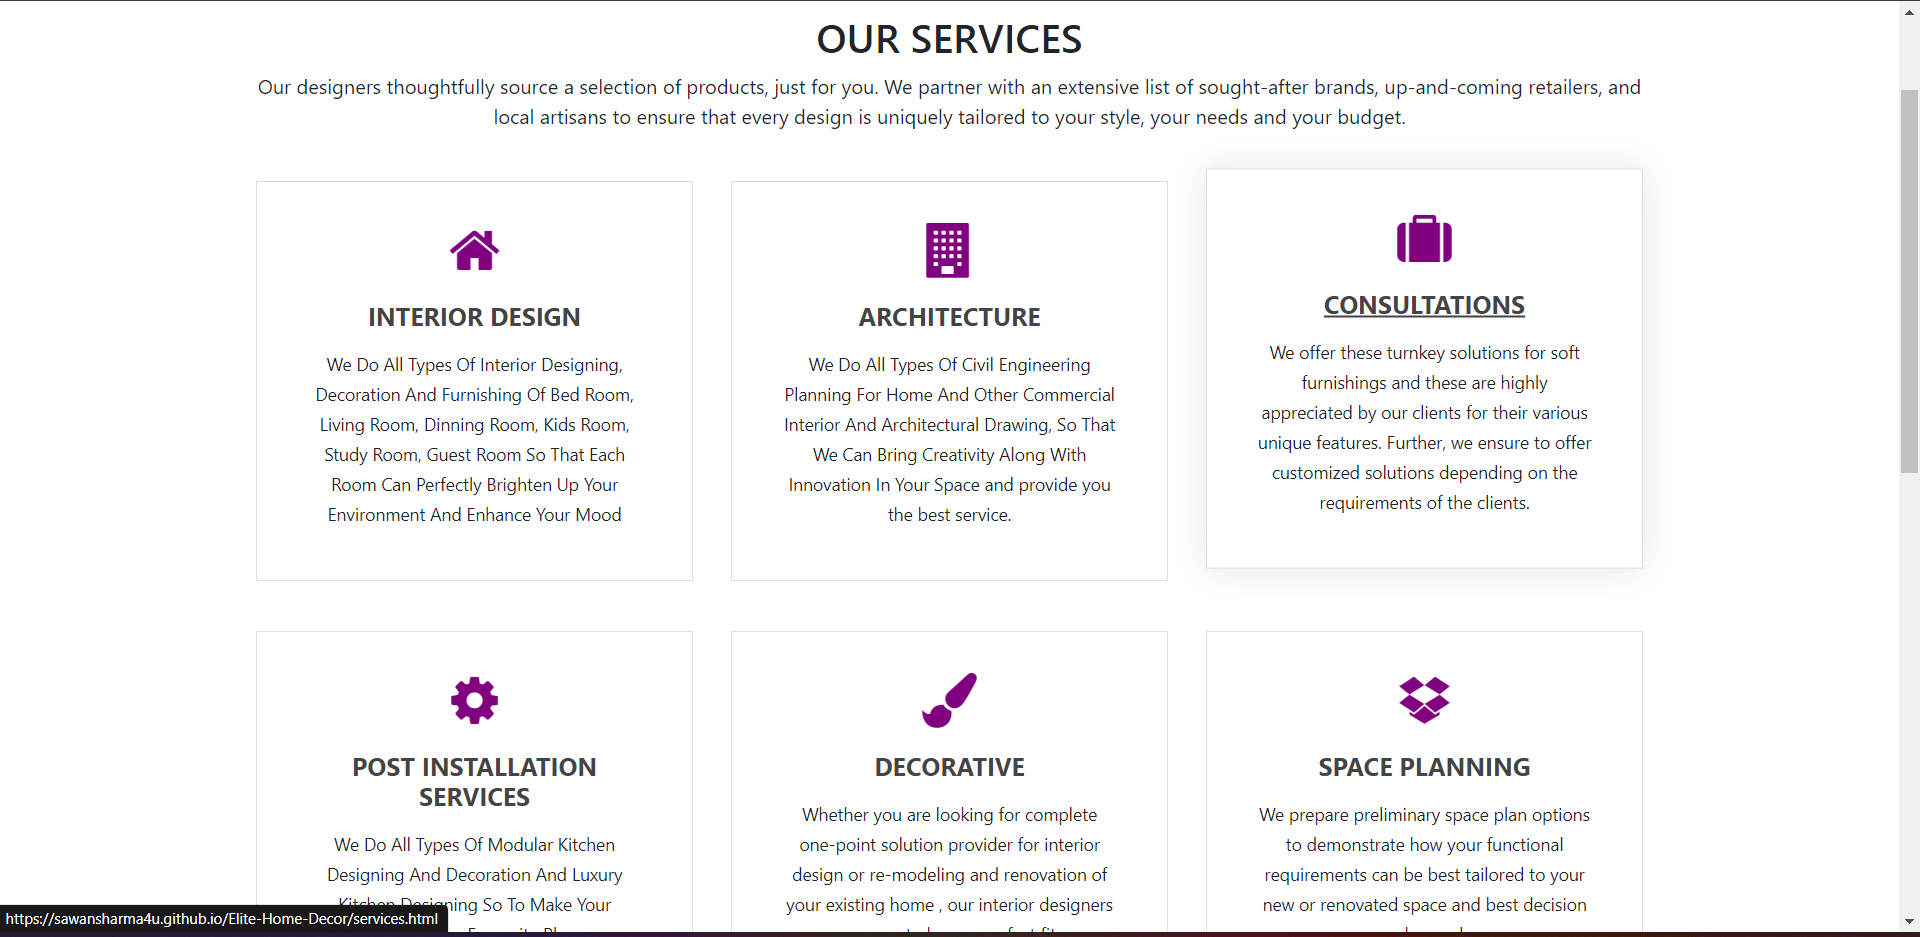 OUR SERVICES
Our designers thoughtfully source a selection of products, just for you. We partner with an extensive list of sought-after brands, up-and-coming retailers, and
local artisans to ensure that every design is uniquely tailored to your style, your needs and your budget.
INTERIOR DESIGN
We Do All Types Of Interior Designing,
Decoration And Furnishing Of Bed Room,
Living Room, Dinning Room, Kids Room,
Study Room, Guest Room So That Each
Room Can Perfectly Brighten Up Your
Environment And Enhance Your Mood
ARCHITECTURE
We Do All Types Of Civil Engineering
Planning For Home And Other Commercial
Interior And Architectural Drawing, So That
We Can Bring Creativity Along With
Innovation In Your Space and provide you
the best service.
CONSULTATIONS
We offer these turnkey solutions for soft
furnishings and these are highly
appreciated by our clients for their various
unique features. Further, we ensure to offer
customized solutions depending on the
requirements of the clients.
POST INSTALLATION
SERVICES
We Do All Types Of Modular Kitchen
Designing And Decoration And Luxury
Kitchen Designing So To Make Your
DECORATIVE
Whether you are looking for complete
one-point solution provider for interior
design or re-modeling and renovation of
your existing home , our interior designers
SPACE PLANNING
We prepare preliminary space plan options
to demonstrate how your functional
requirements can be best tailored to your
new or renovated space and best decision
https://sawansharma4u.github.io/Elite-Home-Decor/services.html